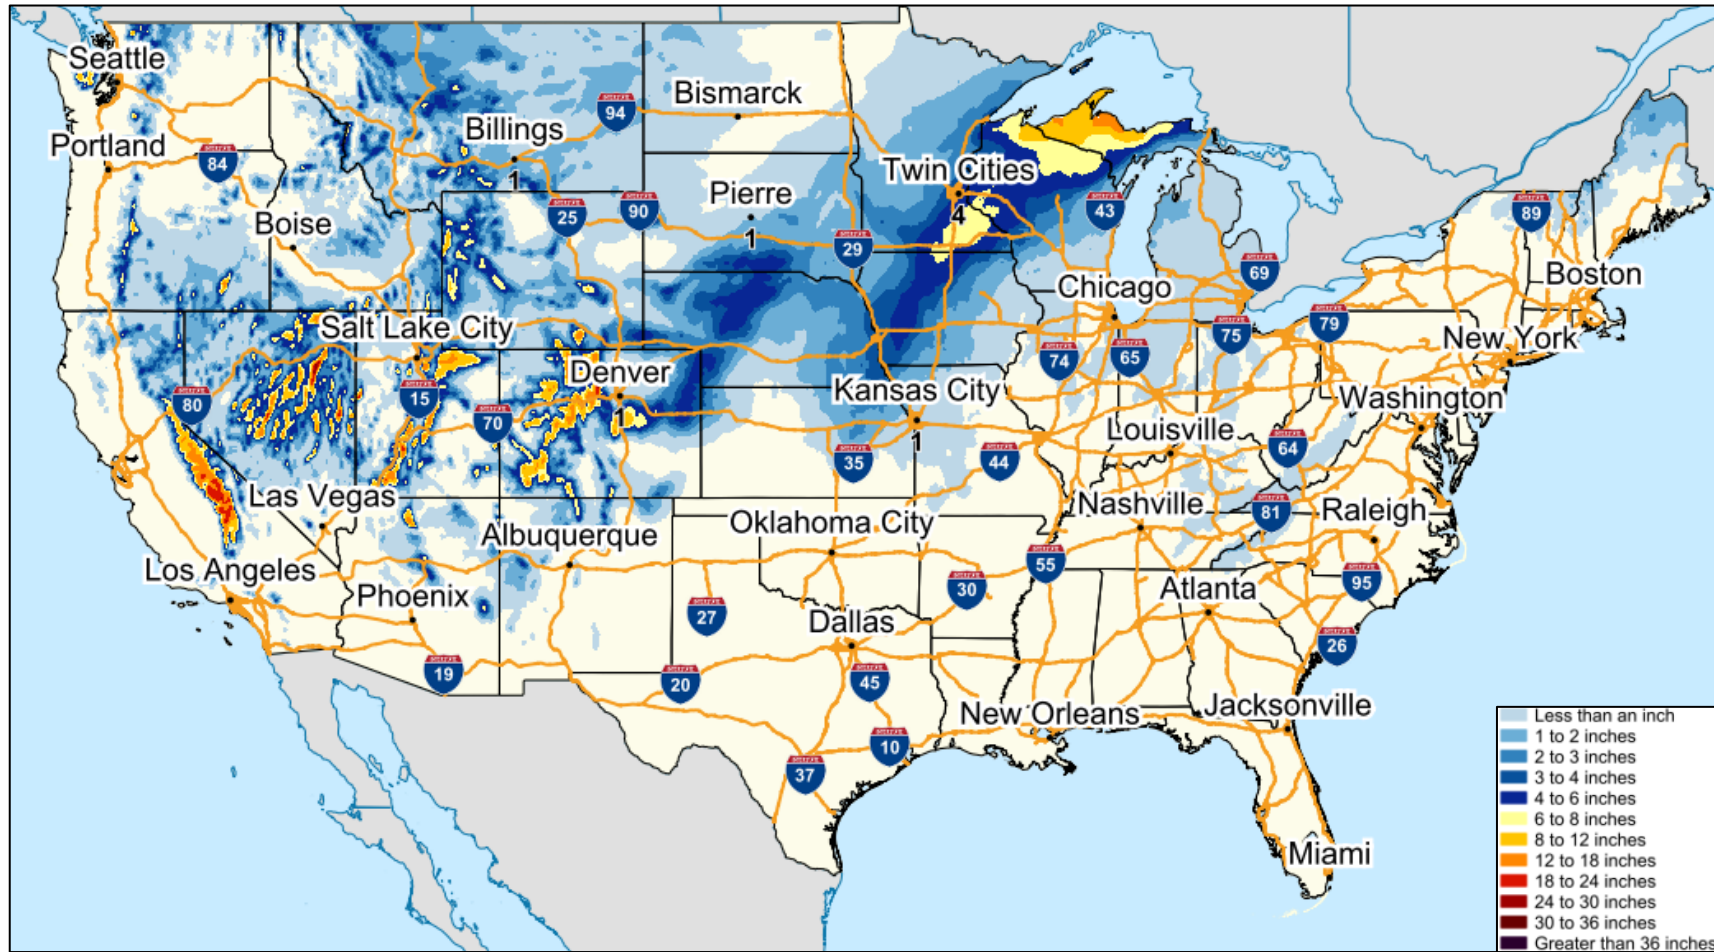 Seattle
Portland
84
Boise
Billings
1
94
Bismarck
25
90
Pierre
1
29
Twin Cities
4
43
89
Boston
69
Chicago
75
79
New York
74
65
Salt Lake City
80
15
70
Denver
1
Kansas City
1
Washington
Louisville
64
35
44
Las Vegas
Albuquerque
Oklahoma City
Nashville
81
Raleigh
Los Angeles
Phoenix
27
30
55
Atlanta
95
Dallas
26
19
20
45
New Orleans
Jacksonville
10
37
Miami
Less than an inch
1 to 2 inches
2 to 3 inches
3 to 4 inches
4 to 6 inches
6 to 8 inches
8 to 12 inches
12 to 18 inches
18 to 24 inches
24 to 30 inches
30 to 36 inches
Greater than 36 inches